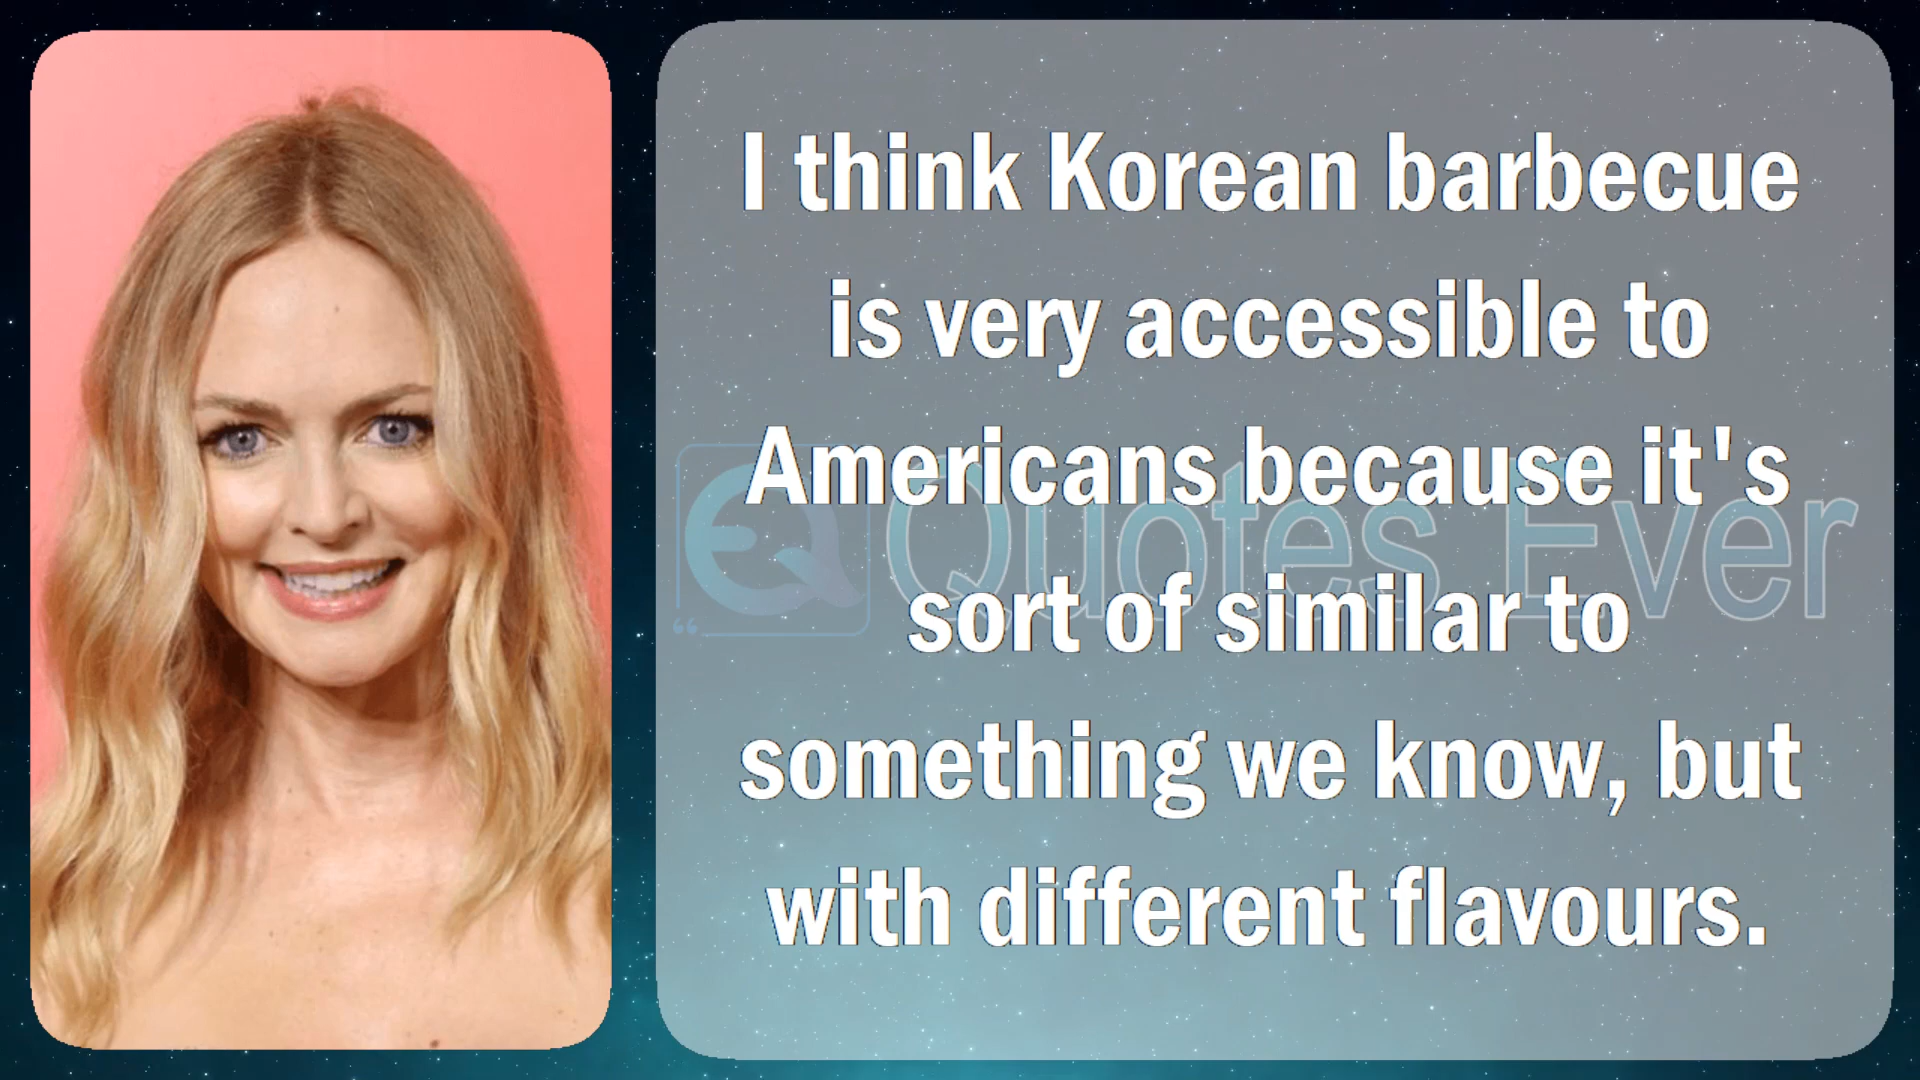 I think Korean barbecue
is very accessible to
Americans because it's
EQ Quotes Ever
sort of similar to
something we know, but
with different flavours.